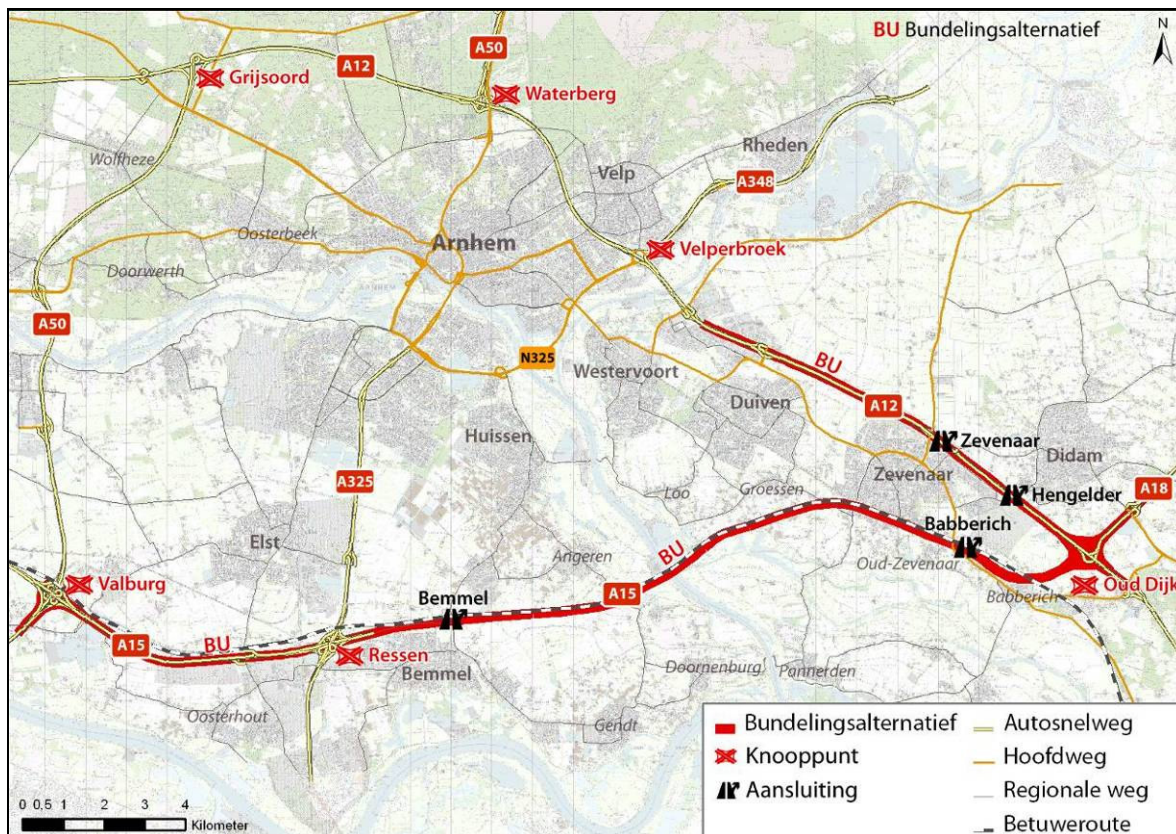 BU Bundelingsalternatief
N
A50
A12
Grijsoord
Waterberg
Wolfheze
Velp
Rheden
A348
Oosterbeek
Arnhem
Velperbroek
Doorwerth
ARNHEM
A50
N325
Westervoort
BU
Duiven
A12
Zevenaar
Huissen
Didam
Zevenaar
A325
Loo
Groessen
Hengelder
A18
Babberich
Elst
Angeren
BU
Oud-Zevenaar
Valburg
Bemmel
A15
Babberich
Oud Dijk
A15
BU
Ressen
Bemmel
Doornenburg
Pannerden
Oosterhout
Gendt
Bundelingsalternatief
Knooppunt
Aansluiting
Autosnelweg
Hoofdweg
Regionale weg
Betuweroute
0 0,5 1 2 3 4
Kilometer